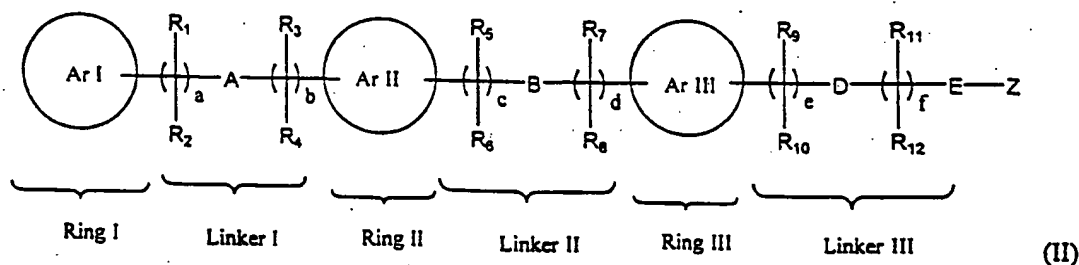 R₁ R₃ R₅ R₇ R₉ R₁₁
Ar I ( )a A ( )b Ar II ( )c B ( )d Ar III ( )e D ( )f E Z
R₂ R₄ R₆ R₈ R₁₀ R₁₂
Ring I Linker I Ring II Linker II Ring III Linker III
(II)